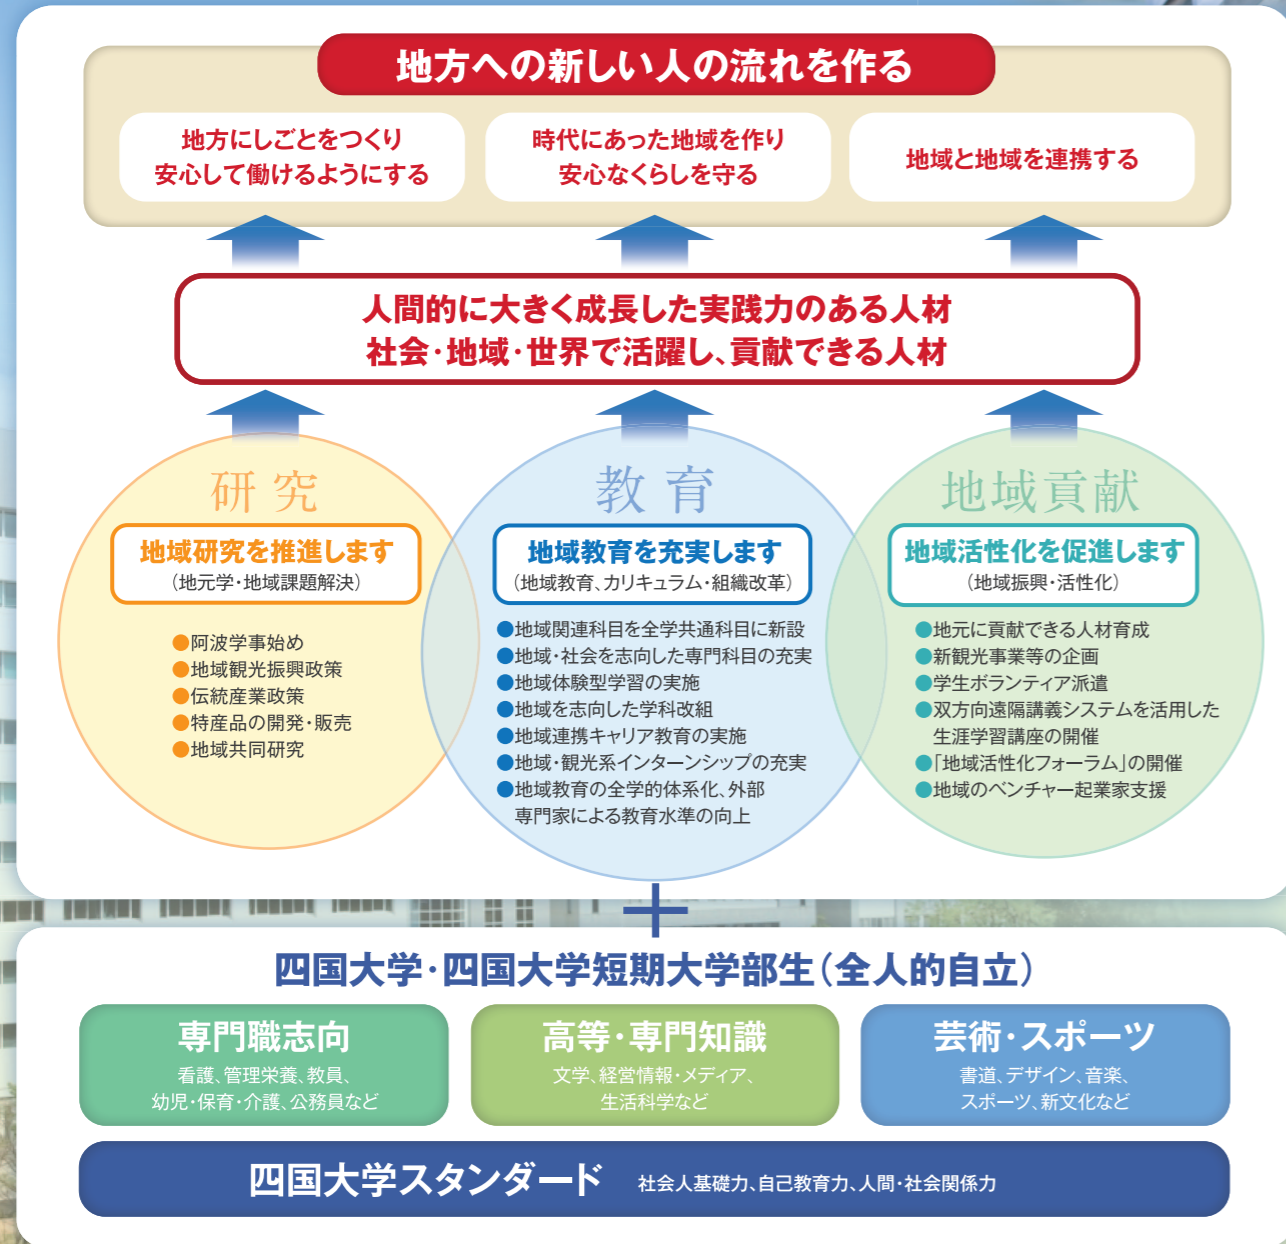 地方への新しい人の流れを作る
地方にしごとをつくり
安心して働けるようにする
時代にあった地域を作り
安心なくらしを守る
地域と地域を連携する
人間的に大きく成長した実践力のある人材
社会・地域・世界で活躍し、貢献できる人材
研究
地域研究を推進します
(地元学・地域課題解決)
●阿波学事始め
●地域観光振興政策
●伝統産業政策
●特産品の開発・販売
●地域共同研究
教育
地域教育を充実します
(地域教育、カリキュラム・組織改革)
●地域関連科目を全学共通科目に新設
●地域・社会を志向した専門科目の充実
●地域体験型学習の実施
●地域を志向した学科改組
●地域連携キャリア教育の実施
●地域・観光系インターンシップの充実
●地域教育の全学的体系化、外部
専門家による教育水準の向上
地域貢献
地域活性化を促進します
(地域振興・活性化)
●地元に貢献できる人材育成
●新観光事業等の企画
●学生ボランティア派遣
●双方向遠隔講義システムを活用した
生涯学習講座の開催
●「地域活性化フォーラム」の開催
●地域のベンチャー起業家支援
＋
四国大学・四国大学短期大学部生(全人的自立)
専門職志向
看護、管理栄養、教員、
幼児・保育・介護、公務員など
高等・専門知識
文学、経営情報・メディア、
生活科学など
芸術・スポーツ
書道、デザイン、音楽、
スポーツ、新文化など
四国大学スタンダード 社会人基礎力、自己教育力、人間・社会関係力